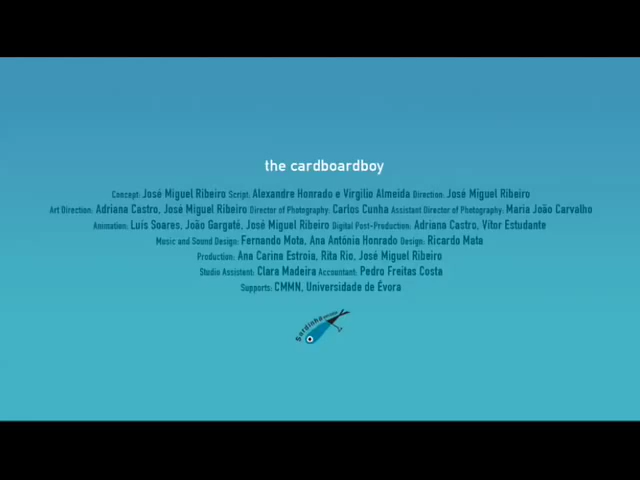 the cardboardboy
Concept: José Miguel Ribeiro Script: Alexandre Honrado e Virgílio Almeida Direction: José Miguel Ribeiro
Art Direction: Adriana Castro, José Miguel Ribeiro Director of Photography: Carlos Cunha Assistant Director of Photography: Maria João Carvalho
Animation: Luís Soares, João Gargaté, José Miguel Ribeiro Digital Post-Production: Adriana Castro, Vítor Estudante
Music and Sound Design: Fernando Mota, Ana Antónia Honrado Design: Ricardo Mata
Production: Ana Carina Estroia, Rita Rio, José Miguel Ribeiro
Studio Assistant: Clara Madeira Accountant: Pedro Freitas Costa
Supports: CMMN, Universidade de Évora
Sardinha